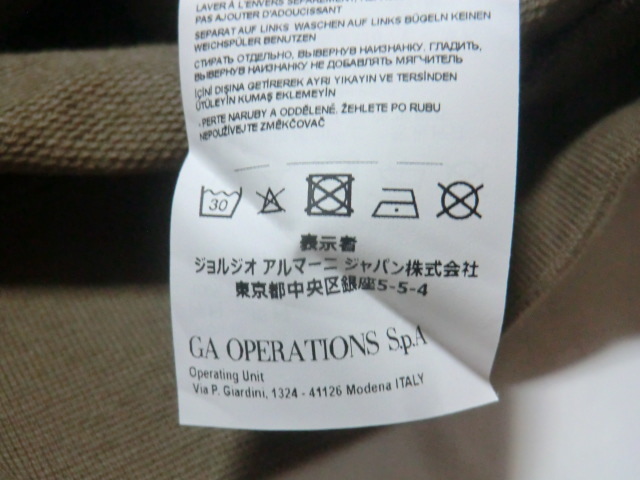 LAVER À L'ENVERS SÉPARÉMENT
PAS AJOUTER D'ADOUCISSANT
SEPARAT AUF LINKS WASCHEN AUF LINKS BÜGELN KEINEN
WEICHSPÜLER BENUTZEN
СТИРАТЬ ОТДЕЛЬНО, ВЫВЕРНУВ НАИЗНАНКУ, ГЛАДИТЬ,
ВЫВЕРНУВ НАИЗНАНКУ НЕ ДОБАВЛЯТЬ МЯГЧИТЕЛЬ
İÇİNİ DIŞINA GETİREREK AYRI YIKAYIN VE TERSİNDEN
ÜTÜLEYİN KUMAŞ EKLEMEYİN
- PERTE NARUBY A ODDĚLENĚ. ŽEHLETE PO RUBU
NEPOUŽÍVEJTE ZMĚKČOVAČ
30
表示者
ジョルジオ アルマーニ ジャパン株式会社
東京都中央区銀座5-5-4
GA OPERATIONS S.p.A
Operating Unit
Via P. Giardini, 1324 - 41126 Modena ITALY